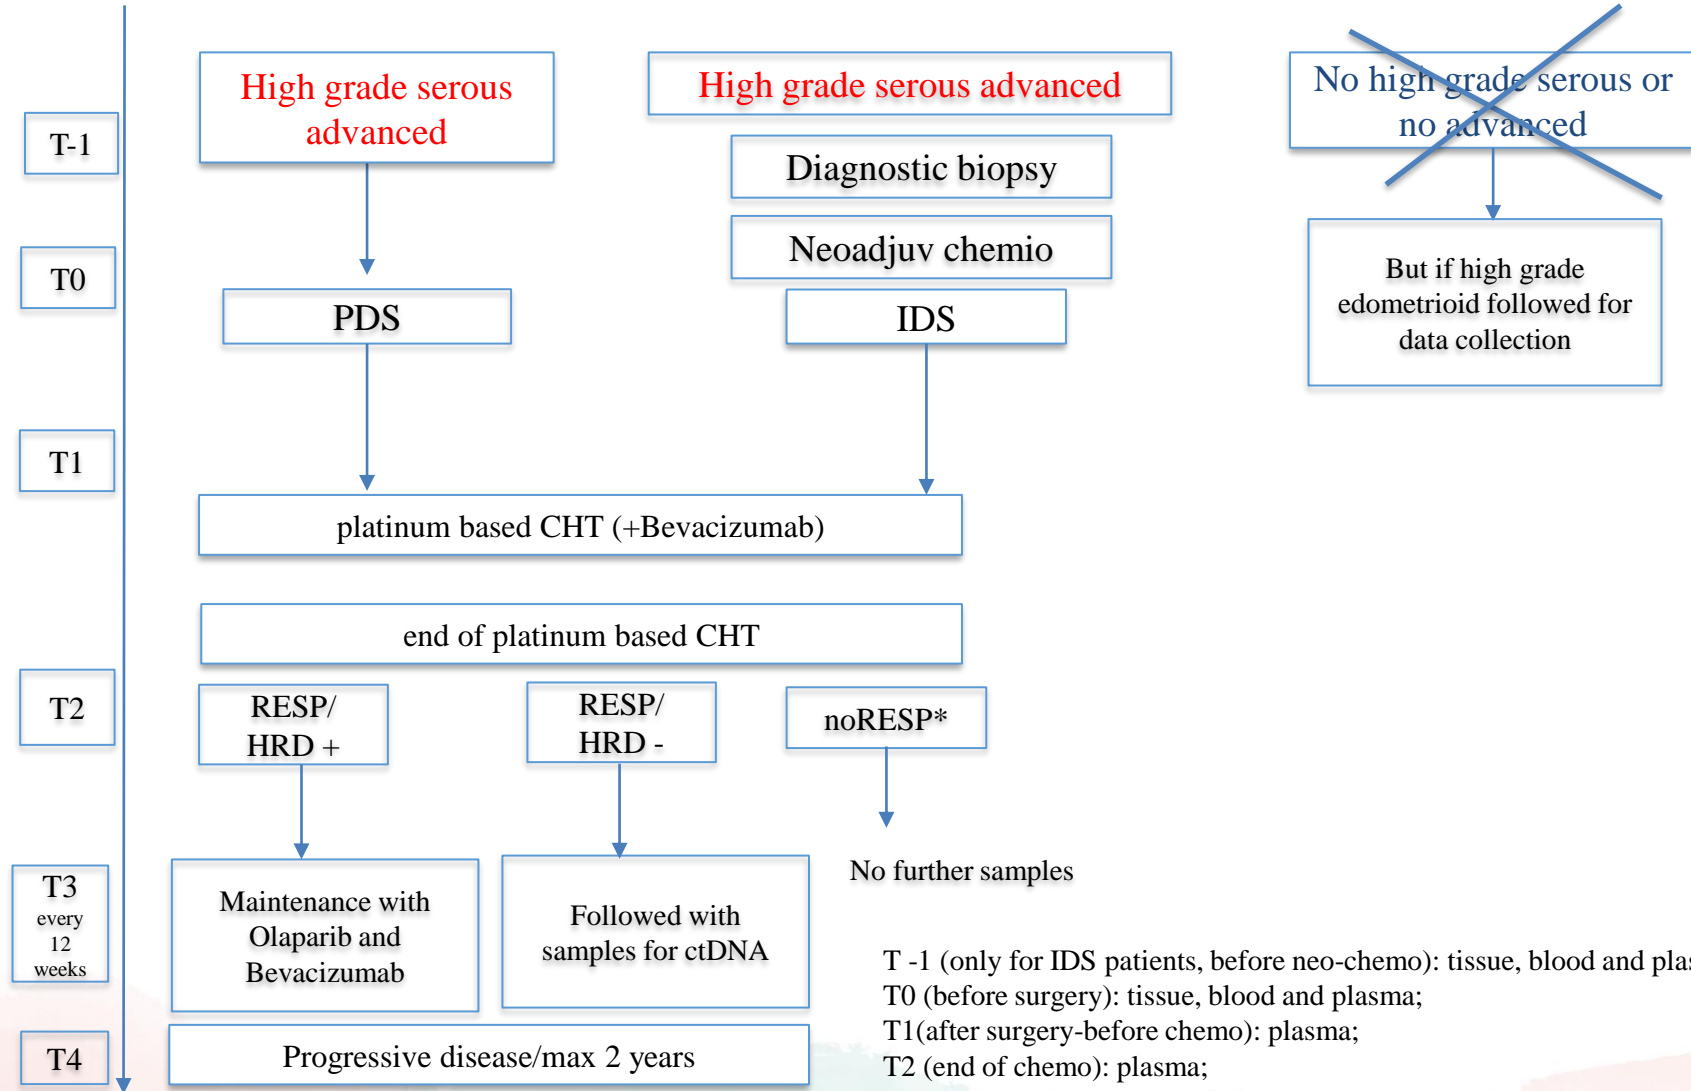 High grade serous
advanced
High grade serous advanced
No high grade serous or
no advanced
T-1
Diagnostic biopsy
Neoadjuv chemio
T0
PDS
IDS
But if high grade
edometrioid followed for
data collection
T1
platinum based CHT (+Bevacizumab)
end of platinum based CHT
T2
RESP/
HRD +
RESP/
HRD -
noRESP*
T3
every
12
weeks
Maintenance with
Olaparib and
Bevacizumab
Followed with
samples for ctDNA
No further samples
T -1 (only for IDS patients, before neo-chemo): tissue, blood and plas
T0 (before surgery): tissue, blood and plasma;
T1(after surgery-before chemo): plasma;
T2 (end of chemo): plasma;
T4
Progressive disease/max 2 years